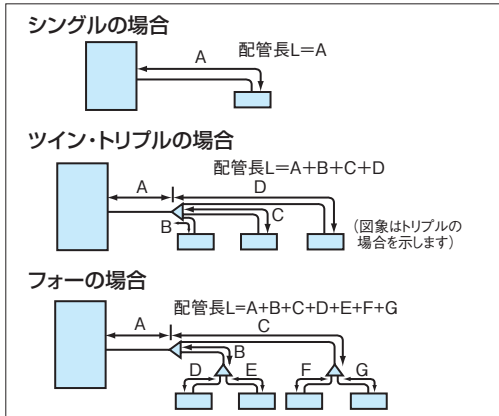 シングルの場合
配管長L=A
A
ツイン・トリプルの場合
配管長L=A+B+C+D
A
D
C
B
(図象はトリプルの
場合を示します)
フォーの場合
配管長L=A+B+C+D+E+F+G
A
C
B
D
E
F
G